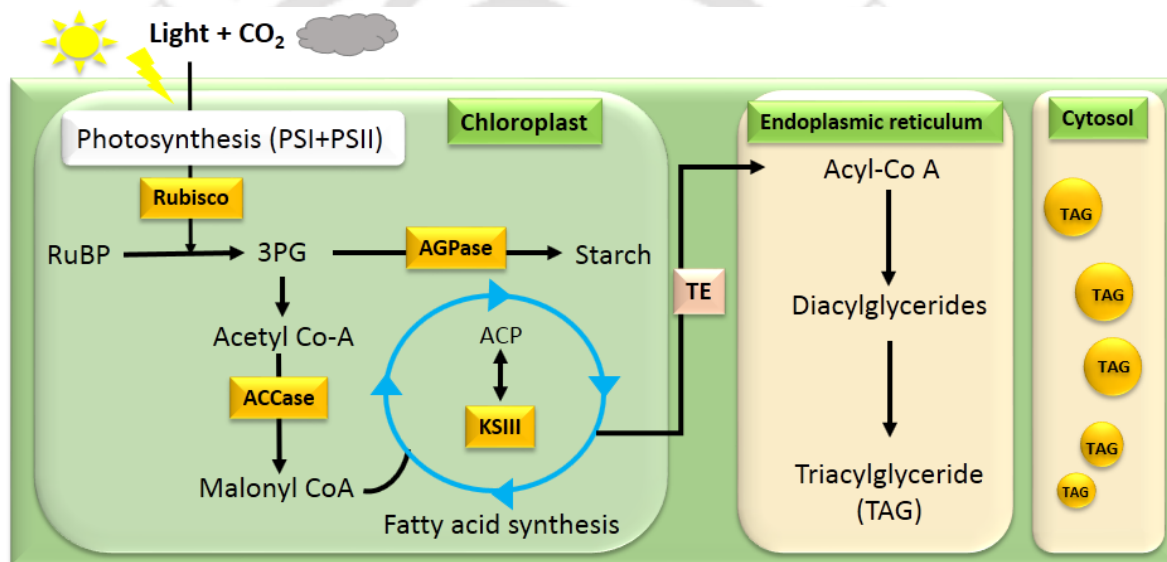 Light + CO₂
Photosynthesis (PSI+PSII)
Chloroplast
Endoplasmic reticulum
Cytosol
Rubisco
Acyl-Co A
TAG
RuBP
3PG
AGPase
Starch
TE
TAG
Diacylglycerides
Acetyl Co-A
ACP
TAG
ACCase
KSIII
TAG
Malonyl CoA
Triacylglyceride
(TAG)
TAG
Fatty acid synthesis